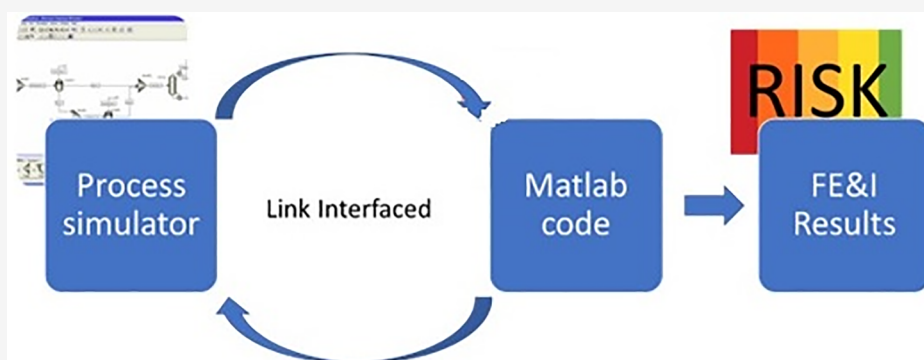 Process
simulator
Link Interfaced
Matlab
code
RISK
FE&I
Results